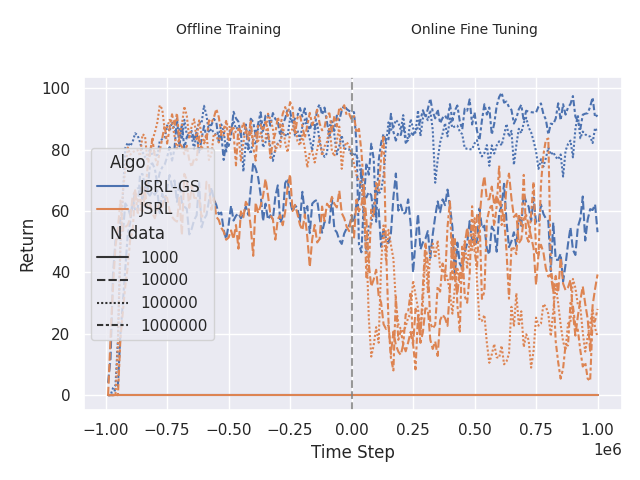 Offline Training
Online Fine Tuning
100
80
60
40
20
0
Return
Algo
JSRL-GS
JSRL
N data
1000
10000
100000
1000000
−1.00 −0.75 −0.50 −0.25 0.00 0.25 0.50 0.75 1.00
1e6
Time Step